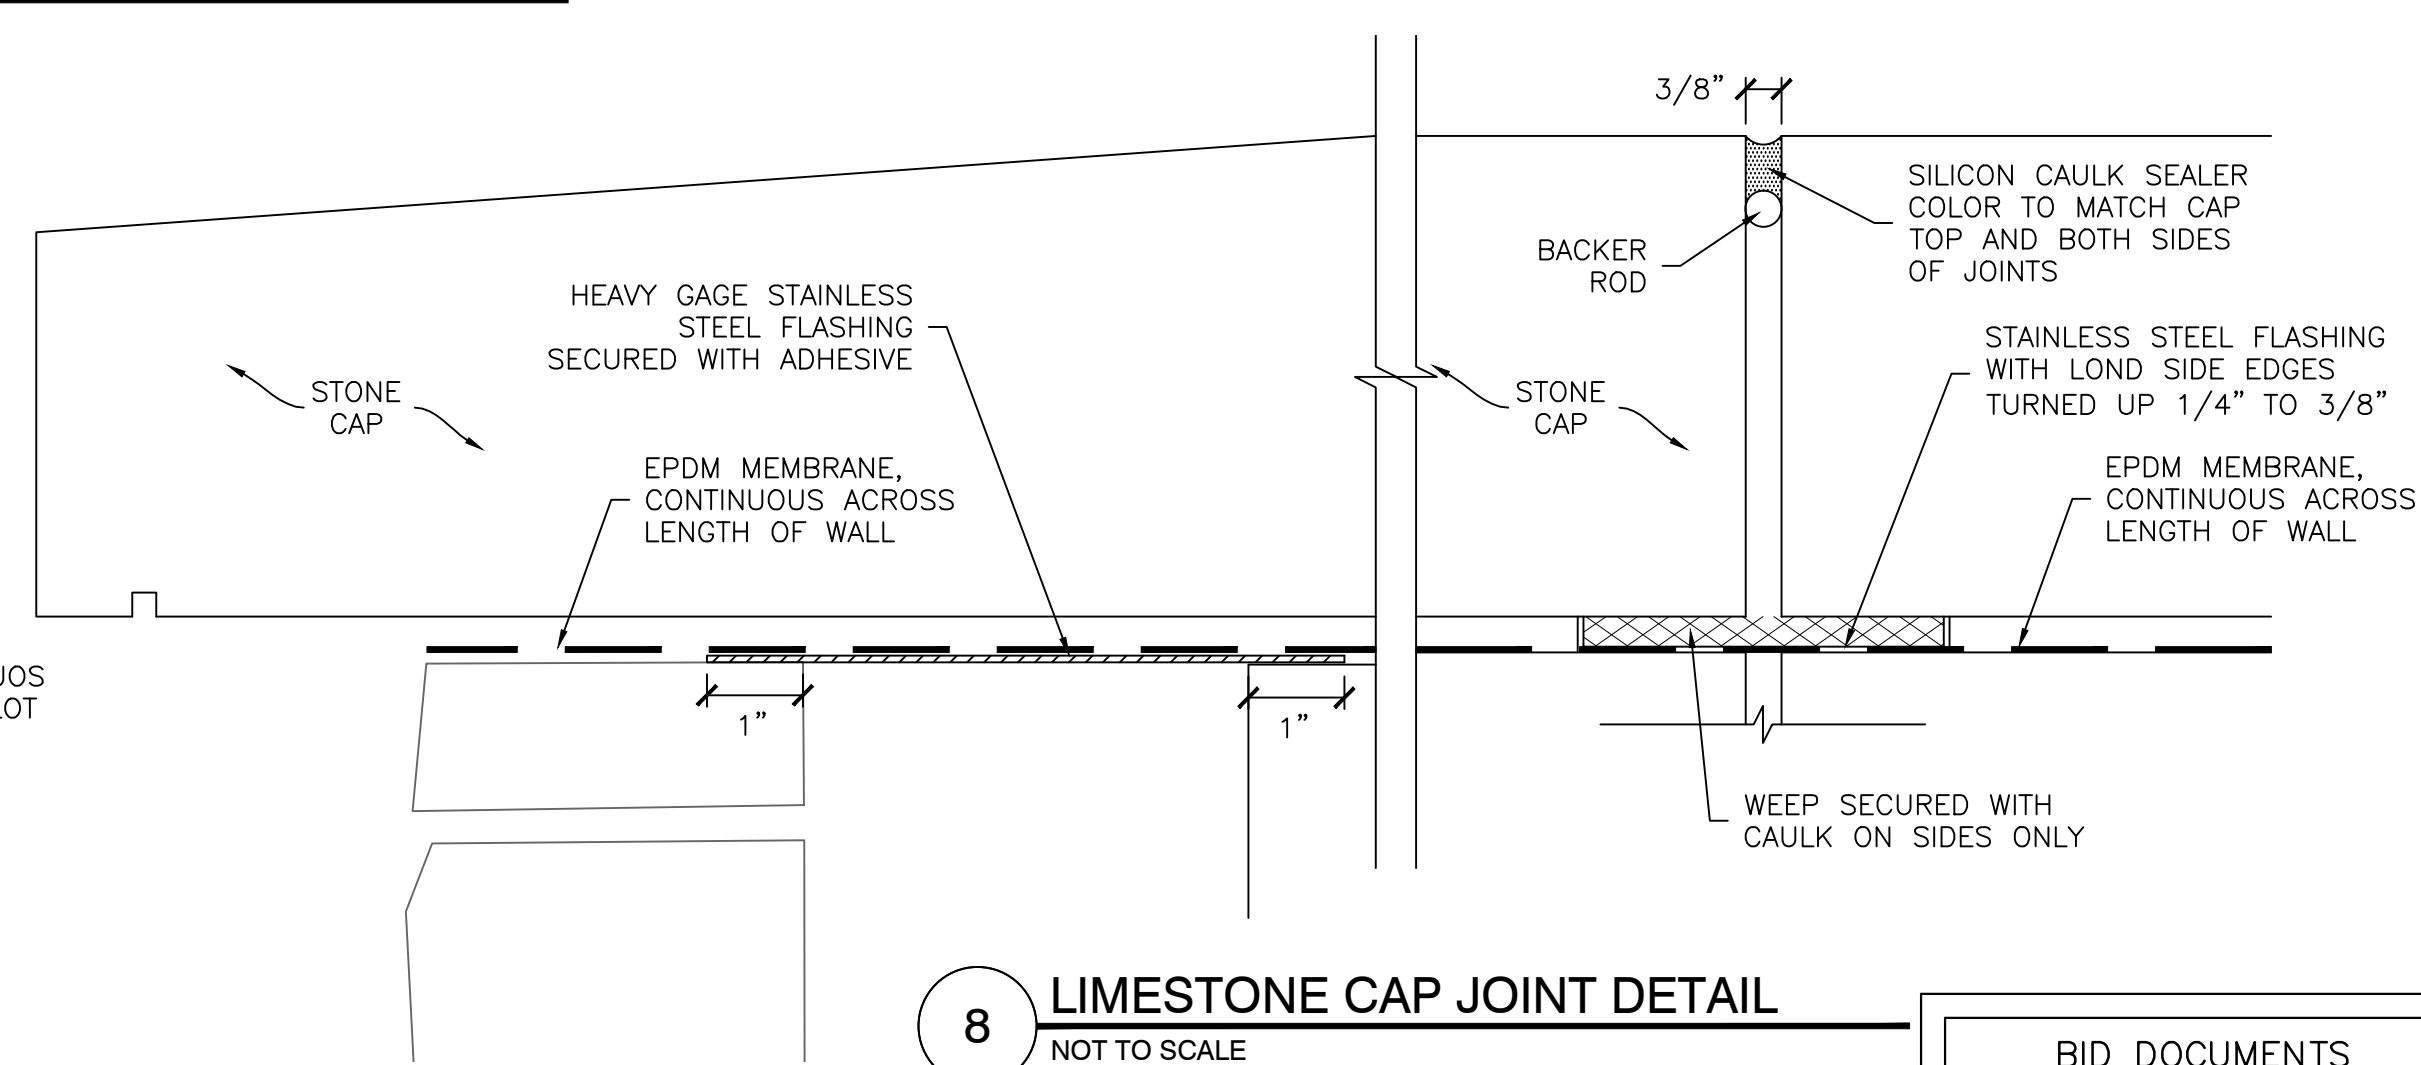 3/8”
SILICON CAULK SEALER
COLOR TO MATCH CAP
TOP AND BOTH SIDES
OF JOINTS
BACKER
ROD
HEAVY GAGE STAINLESS
STEEL FLASHING
SECURED WITH ADHESIVE
STAINLESS STEEL FLASHING
WITH LOND SIDE EDGES
TURNED UP 1/4” TO 3/8”
STONE
CAP
STONE
CAP
EPDM MEMBRANE,
CONTINUOUS ACROSS
LENGTH OF WALL
EPDM MEMBRANE,
CONTINUOUS ACROSS
LENGTH OF WALL
1”
1”
WEEP SECURED WITH
CAULK ON SIDES ONLY
8
LIMESTONE CAP JOINT DETAIL
NOT TO SCALE
BID DOCUMENTS